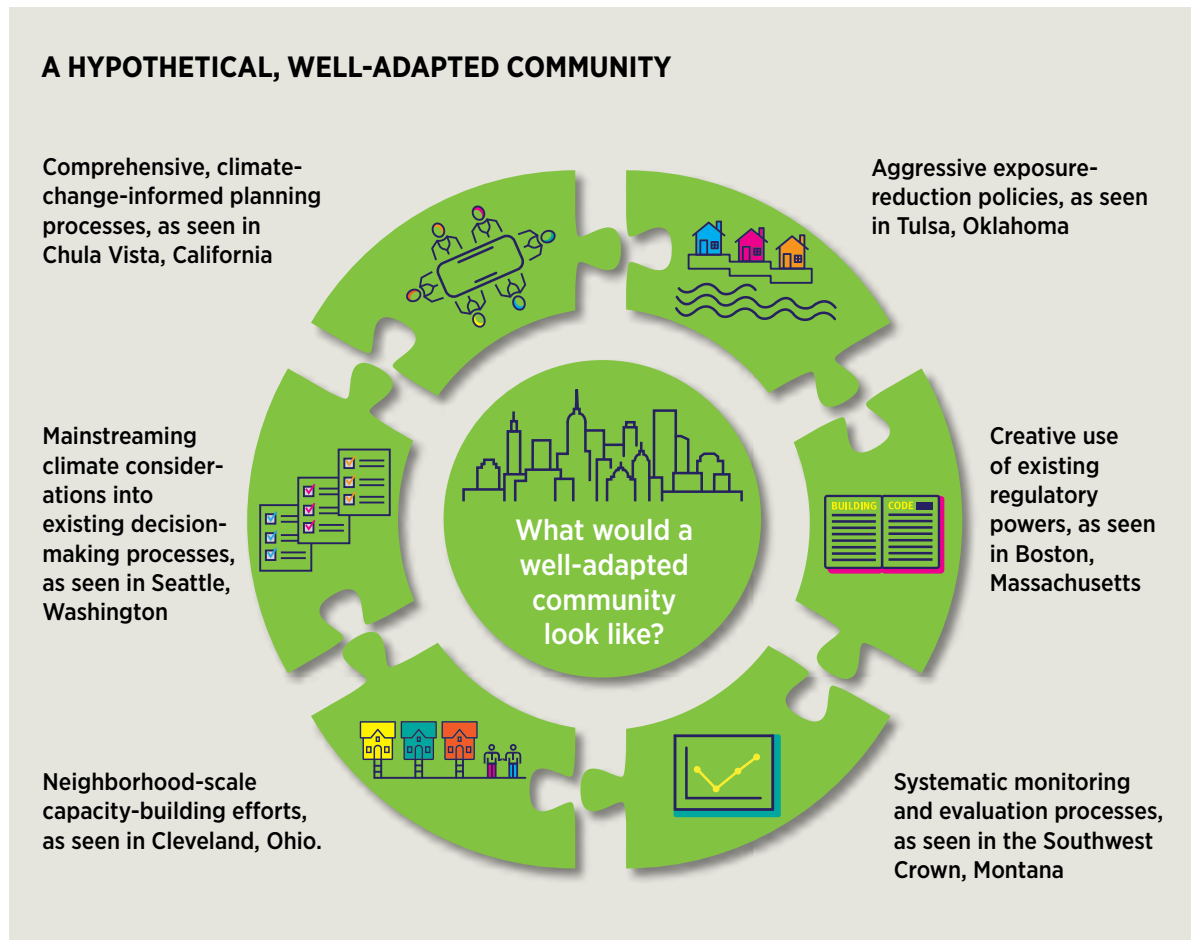 A HYPOTHETICAL, WELL-ADAPTED COMMUNITY
Comprehensive, climate-
change-informed planning
processes, as seen in
Chula Vista, California
Aggressive exposure-
reduction policies, as seen
in Tulsa, Oklahoma
Mainstreaming
climate consider-
ations into
existing decision-
making processes,
as seen in Seattle,
Washington
What would a
well-adapted
community
look like?
BUILDING CODE
Creative use
of existing
regulatory
powers, as seen
in Boston,
Massachusetts
Neighborhood-scale
capacity-building efforts,
as seen in Cleveland, Ohio.
Systematic monitoring
and evaluation processes,
as seen in the Southwest
Crown, Montana